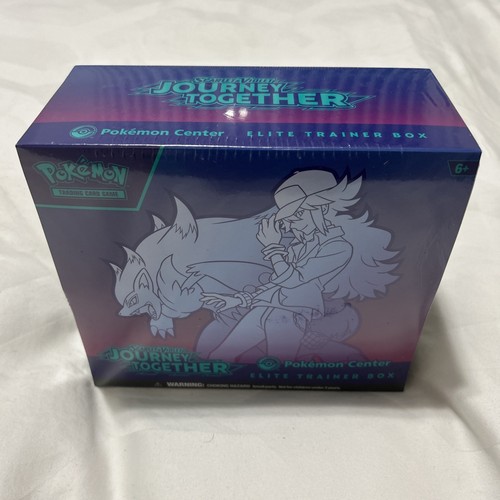 JOURNEY
TOGETHER
Pokémon Center
ELITE TRAINER BOX
POKÉMON
TRADING CARD GAME
6+
JOURNEY
TOGETHER
Pokémon Center
ELITE TRAINER BOX
WARNING: